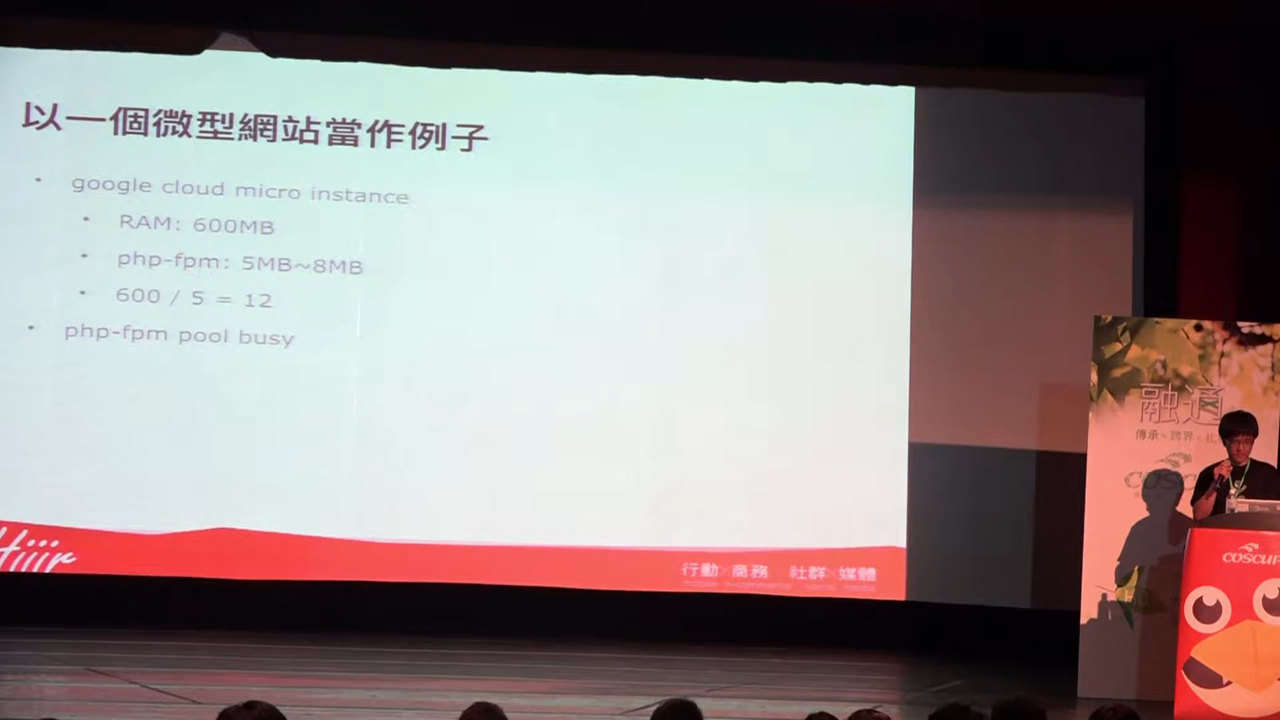 以一個微型網站當作例子
• google cloud micro instance
• RAM: 600MB
• php-fpm: 5MB~8MB
• 600 / 5 = 12
• php-fpm pool busy
Hiiir
行動×商務 社群×媒體
融通
傳承、跨界、
COSCUP